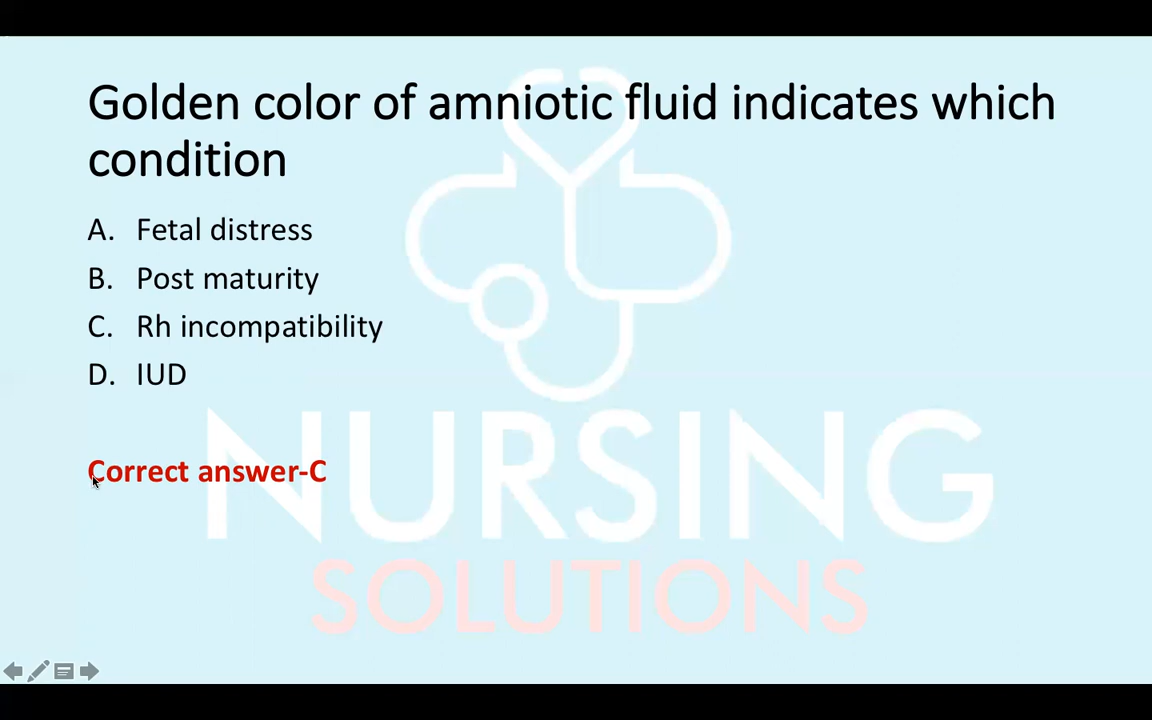 Golden color of amniotic fluid indicates which
condition
A. Fetal distress
B. Post maturity
C. Rh incompatibility
D. IUD
Correct answer-C
NURSING
SOLUTIONS